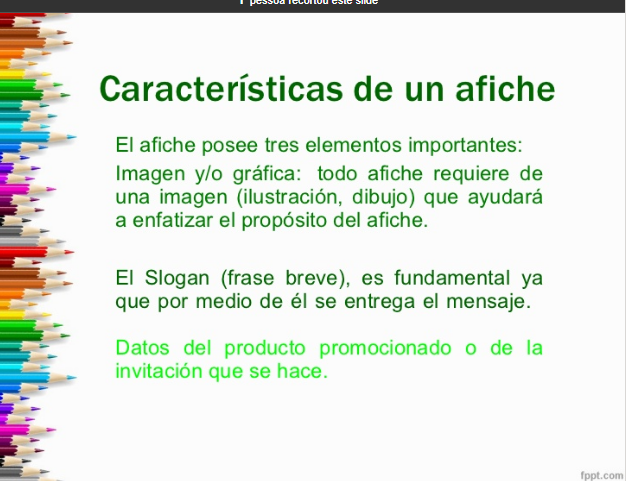 pessoa recortou este slide
Características de un afiche
El afiche posee tres elementos importantes:
Imagen y/o gráfica: todo afiche requiere de
una imagen (ilustración, dibujo) que ayudará
a enfatizar el propósito del afiche.
El Slogan (frase breve), es fundamental ya
que por medio de él se entrega el mensaje.
Datos del producto promocionado o de la
invitación que se hace.
fppt.com